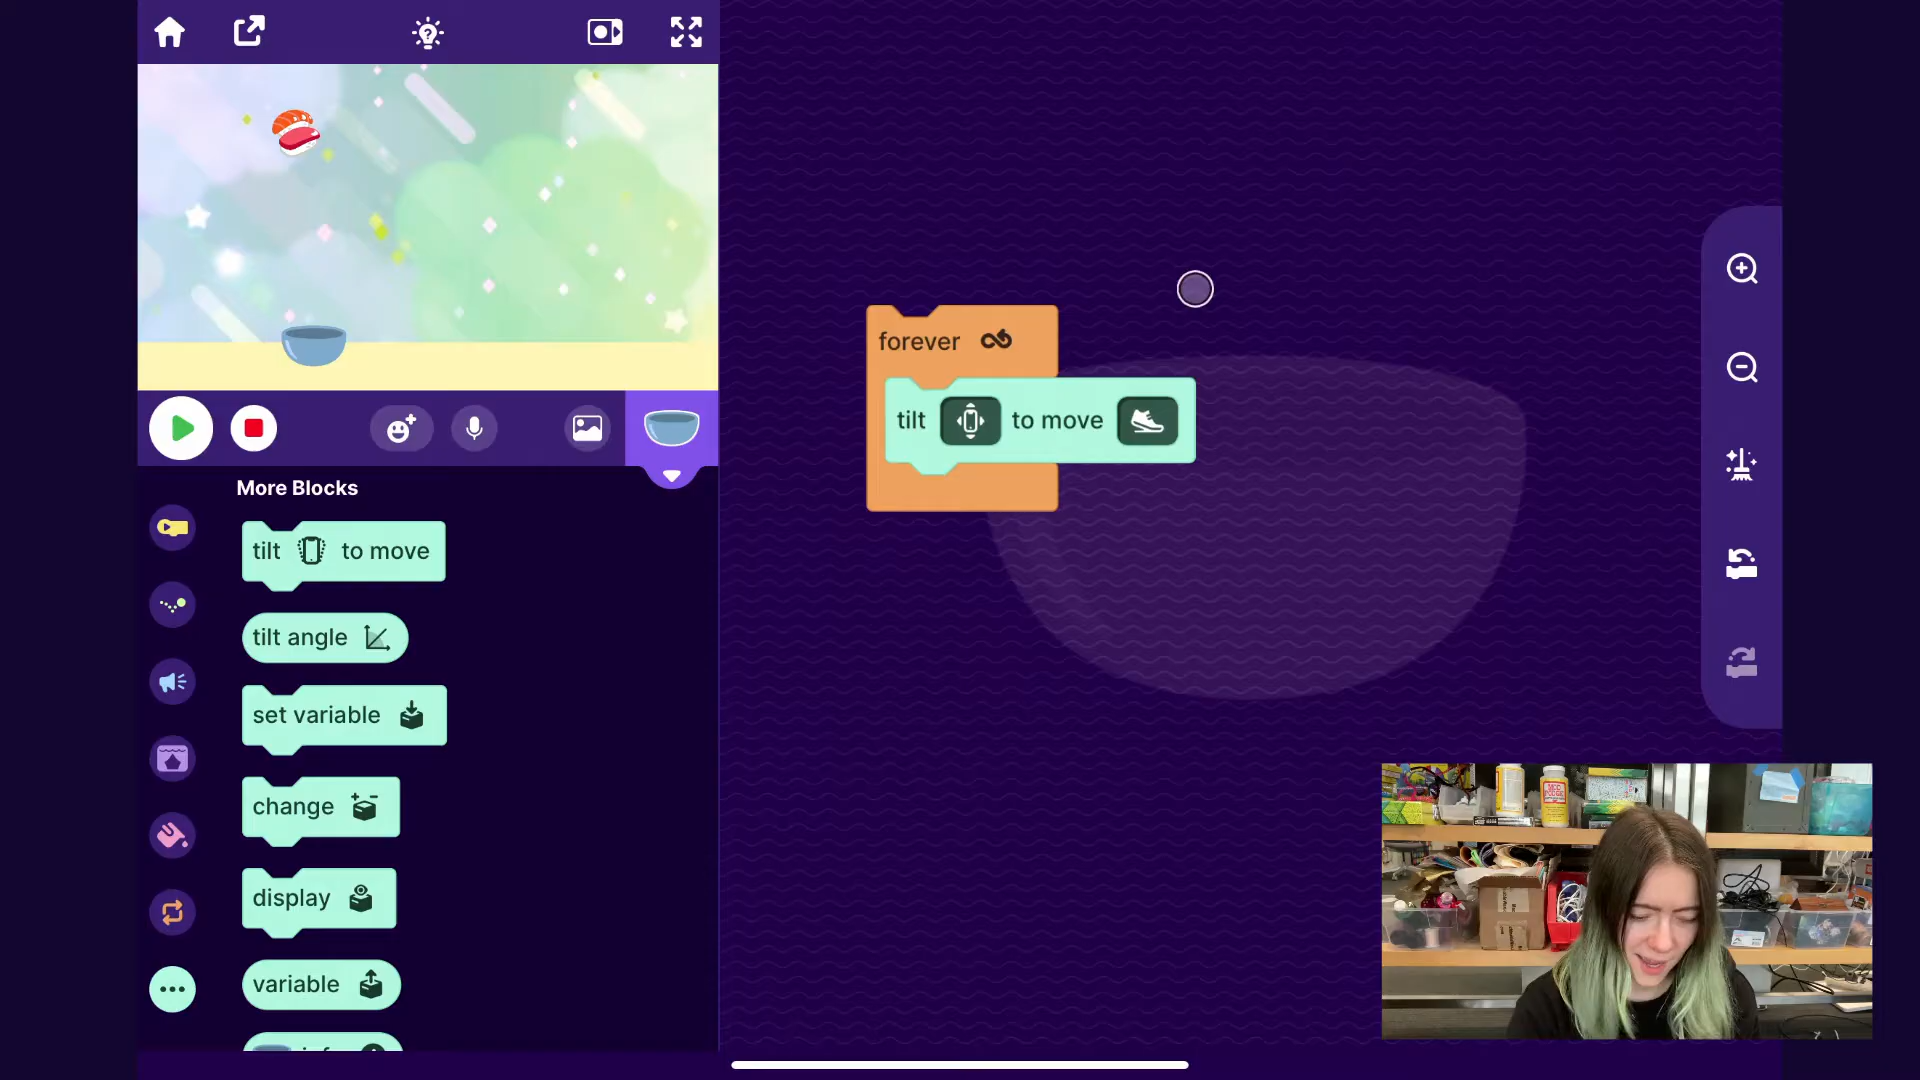 More Blocks
tilt to move
tilt angle
set variable
change
display
variable
forever
tilt to move